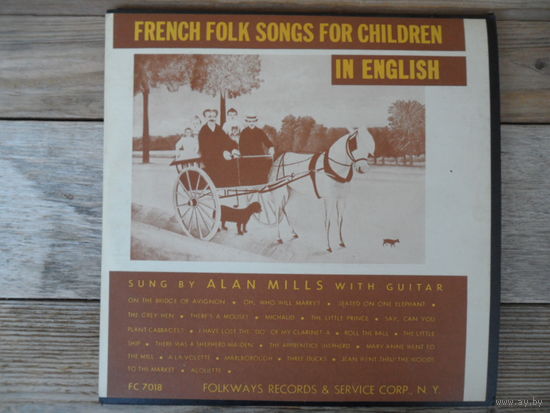 FRENCH FOLK SONGS FOR CHILDREN
IN ENGLISH
SUNG BY ALAN MILLS WITH GUITAR
ON THE BRIDGE OF AVIGNON • OH, WHO WILL MARRY? • SEATED ON ONE ELEPHANT •
THE GREY HEN • THERE'S A MOUSE! • MICHAUD • THE LITTLE PRINCE • SAY, CAN YOU
PLANT CABBAGES? • I HAVE LOST THE "DO" OF MY CLARINET-A • ROLL THE BALL • THE LITTLE
SHIP • THERE WAS A SHEPHERD MAIDEN • THE APPRENTICE SHEPHERD • MARY ANNE WENT TO
THE MILL • A LA VOLETTE • MARLBOROUGH • THREE DUCKS • JEAN WENT THRU THE WOODS
TO THE MARKET • ALOUETTE •
FC 7018 FOLKWAYS RECORDS & SERVICE CORP., N. Y.
www.ay.by